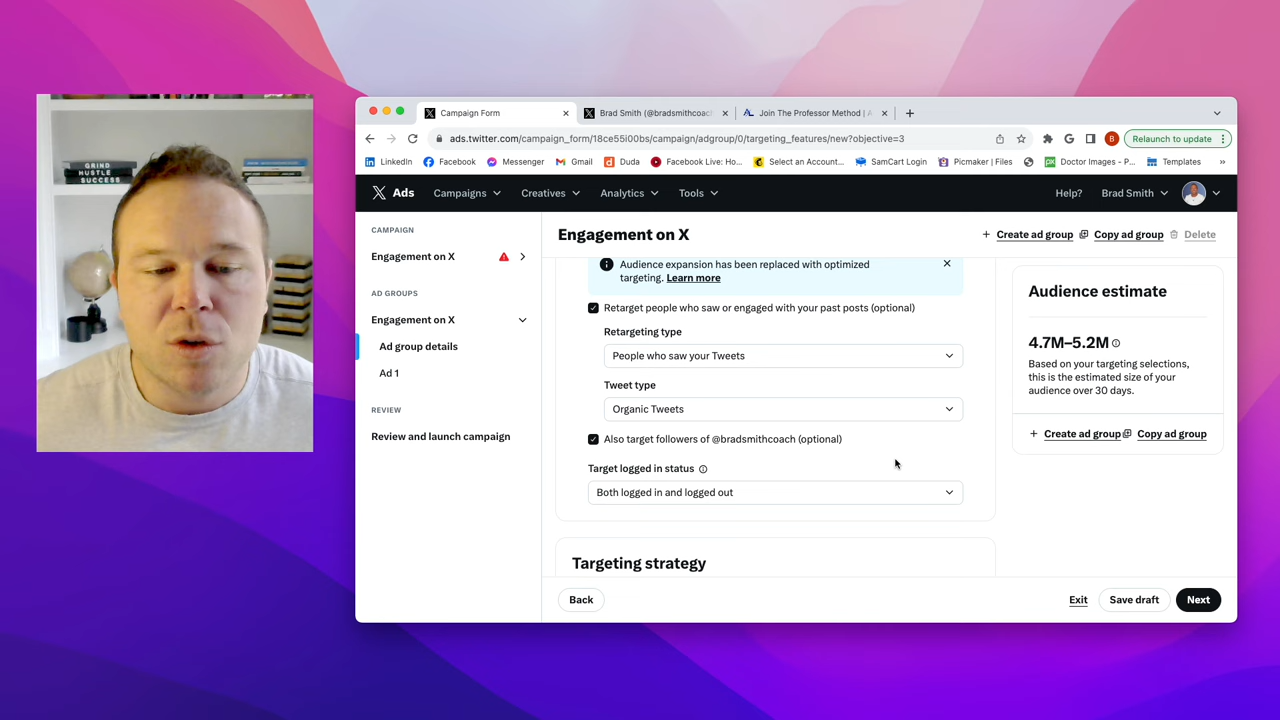 GRIND
HUSTLE
SUCCESS
Campaign Form
Brad Smith (@bradsmithcoach
Join The Professor Method | A
ads.twitter.com/campaign_form/18ce55i00bs/campaign/adgroup/0/targeting_features/new?objective=3
B
Relaunch to update
LinkedIn
Facebook
Messenger
Gmail
Duda
Facebook Live: Ho...
Select an Account...
SamCart Login
Picmaker | Files
Doctor Images - P...
Templates
»
X Ads
Campaigns
Creatives
Analytics
Tools
Help?
Brad Smith
CAMPAIGN
Engagement on X
AD GROUPS
Engagement on X
Ad group details
Ad 1
REVIEW
Review and launch campaign
Engagement on X
+ Create ad group
Copy ad group
Delete
Audience expansion has been replaced with optimized
targeting. Learn more
Retarget people who saw or engaged with your past posts (optional)
Retargeting type
People who saw your Tweets
Tweet type
Organic Tweets
Also target followers of @bradsmithcoach (optional)
Target logged in status
Both logged in and logged out
Targeting strategy
Audience estimate
4.7M–5.2M
Based on your targeting selections,
this is the estimated size of your
audience over 30 days.
+ Create ad group
Copy ad group
Back
Exit
Save draft
Next